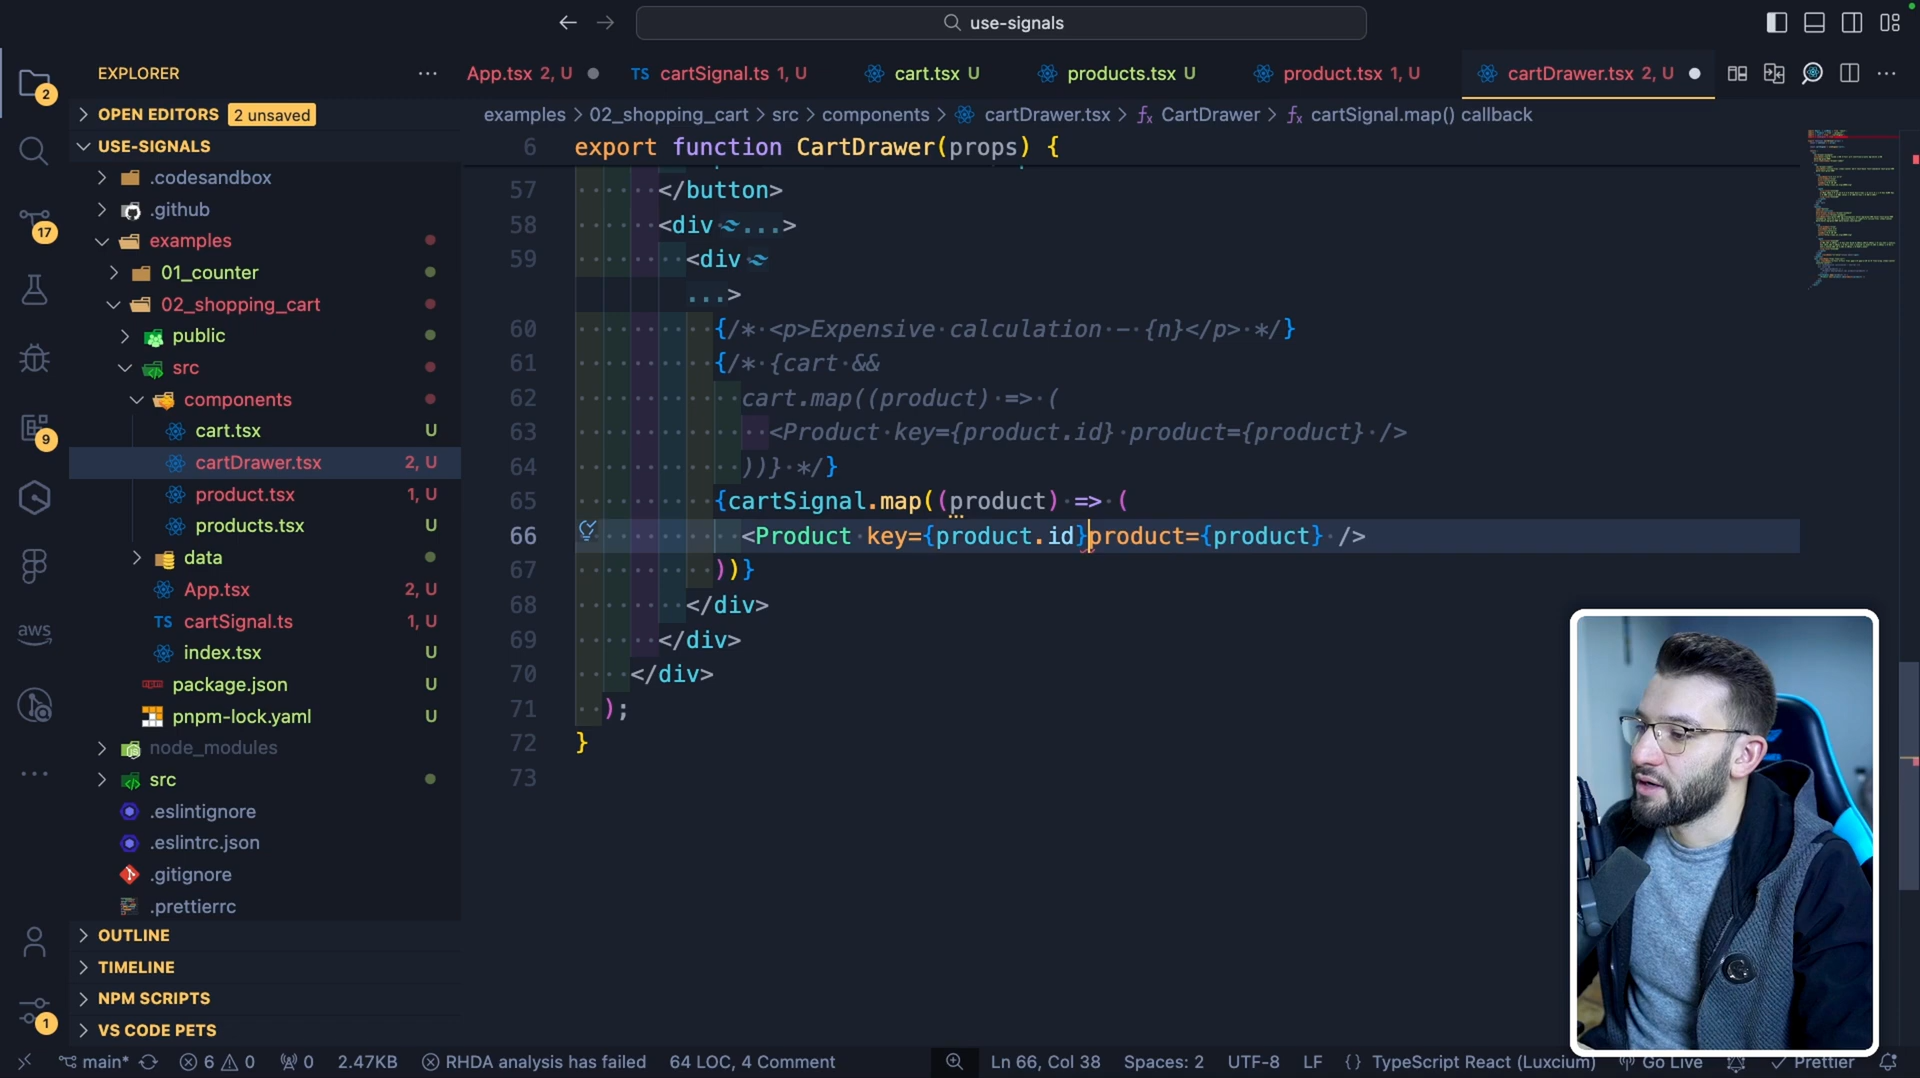 use-signals
EXPLORER
OPEN EDITORS 2 unsaved
USE-SIGNALS
.codesandbox
.github
examples
01_counter
02_shopping_cart
public
src
components
cart.tsx U
cartDrawer.tsx 2, U
product.tsx 1, U
products.tsx U
data
App.tsx 2, U
cartSignal.ts 1, U
index.tsx U
package.json U
pnpm-lock.yaml U
node_modules
src
.eslintignore
.eslintrc.json
.gitignore
.prettierrc
OUTLINE
TIMELINE
NPM SCRIPTS
VS CODE PETS
2
17
9
aws
1
App.tsx 2, U
TS cartSignal.ts 1, U
cart.tsx U
products.tsx U
product.tsx 1, U
cartDrawer.tsx 2, U
examples > 02_shopping_cart > src > components > cartDrawer.tsx > CartDrawer > cartSignal.map() callback
6 export function CartDrawer(props) {
57 </button>
58 <div ...>
59 <div
...>
60 {/* <p>Expensive calculation - {n}</p> */}
61 {/* {cart &&
62 cart.map((product) => (
63 <Product key={product.id} product={product} />
64 ))} */}
65 {cartSignal.map((product) => (
66 <Product key={product.id}product={product} />
67 ))}
68 </div>
69 </div>
70 </div>
71 );
72 }
73
main* 6 0 0 2.47KB RHDA analysis has failed 64 LOC, 4 Comment Ln 66, Col 38 Spaces: 2 UTF-8 LF {} TypeScript React (Luxcium) Go Live Prettier